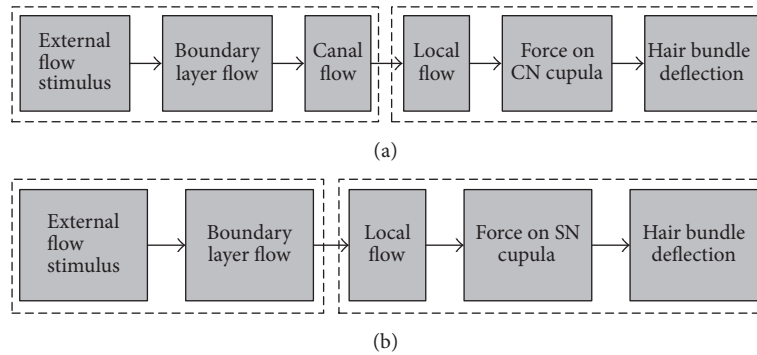 External
flow
stimulus
Boundary
layer flow
Canal
flow
Local
flow
Force on
CN cupula
Hair bundle
deflection
(a)
External
flow
stimulus
Boundary
layer flow
Local
flow
Force on SN
cupula
Hair bundle
deflection
(b)